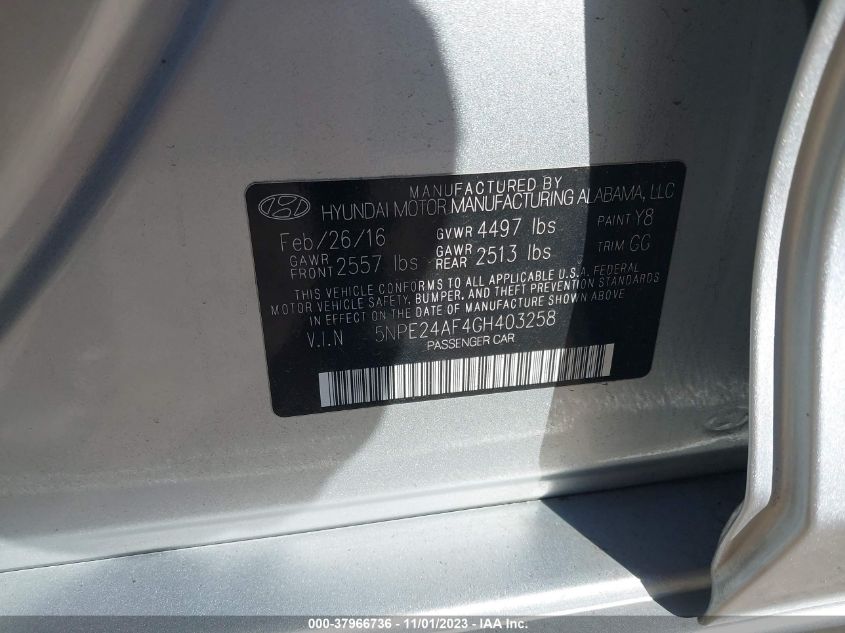 MANUFACTURED BY
HYUNDAI MOTOR MANUFACTURING ALABAMA, LLC
Feb/26/16 GVWR 4497 lbs PAINT Y8
GAWR FRONT 2557 lbs GAWR REAR 2513 lbs TRIM GG
THIS VEHICLE CONFORMS TO ALL APPLICABLE U.S.A. FEDERAL
MOTOR VEHICLE SAFETY, BUMPER, AND THEFT PREVENTION STANDARDS
IN EFFECT ON THE DATE OF MANUFACTURE SHOWN ABOVE
V.I.N 5NPE24AF4GH403258
PASSENGER CAR
000-37966736 - 11/01/2023 - IAA Inc.